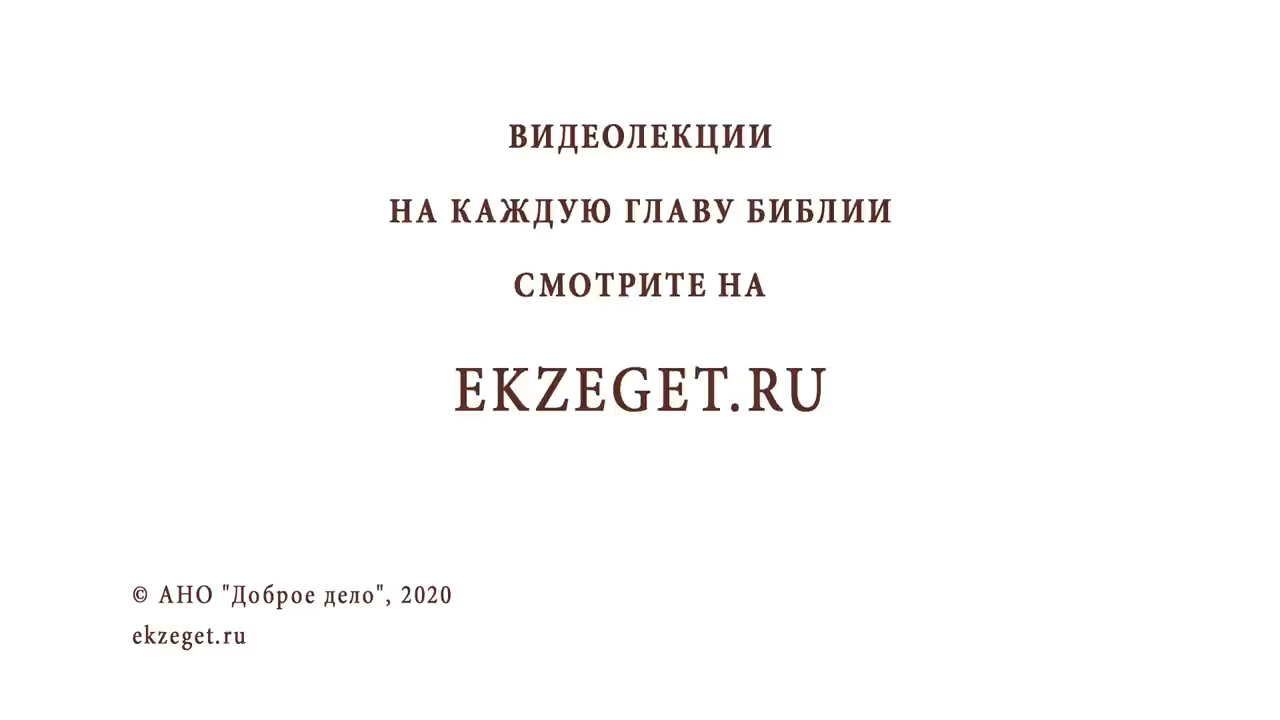 ВИДЕОЛЕКЦИИ
НА КАЖДУЮ ГЛАВУ БИБЛИИ
СМОТРИТЕ НА
EKZEGET.RU
© АНО "Доброе дело", 2020
ekzeget.ru